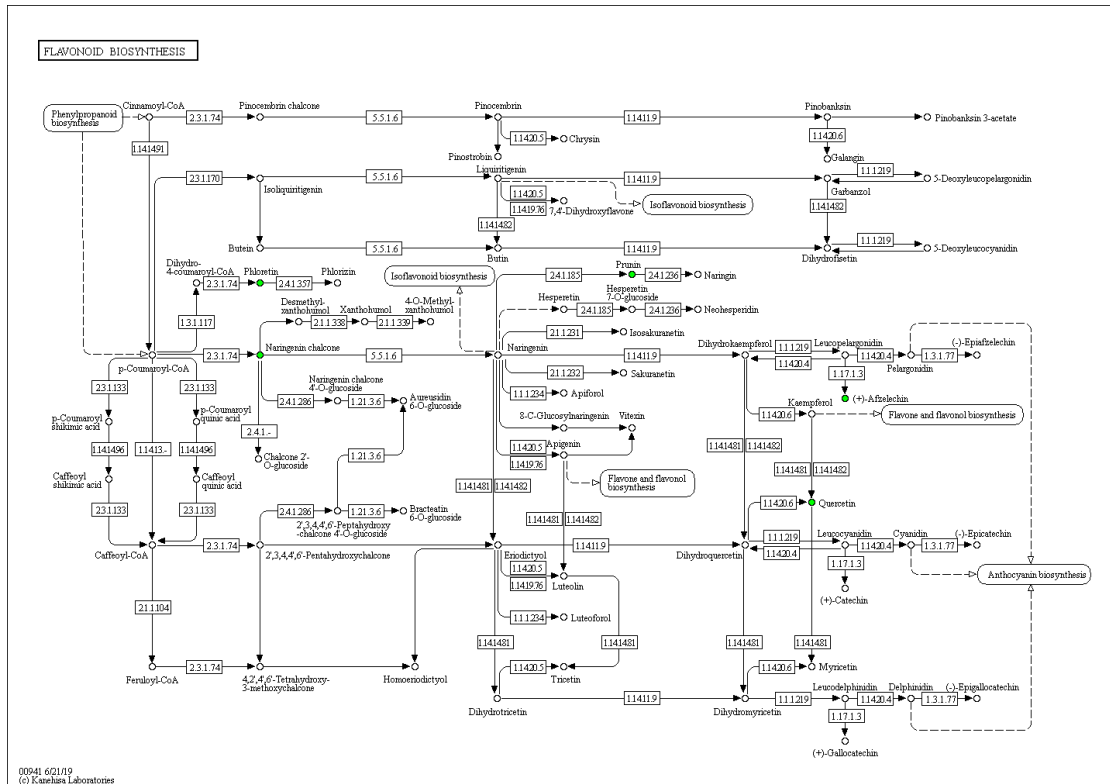 FLAVONOID BIOSYNTHESIS
Phenylpropanoid
biosynthesis
Cinnamoyl-CoA
2.3.1.74
Pinocembrin chalcone
5.5.1.6
Pinocembrin
1.14.11.9
Pinobanksin
Pinobanksin 3-acetate
1.14.14.91
1.14.20.5
Chrysin
Pinostrobin
1.14.20.6
Galangin
2.3.1.170
Isoliquiritigenin
5.5.1.6
Liquiritigenin
1.14.11.9
Garbanzol
1.1.1.219
5-Deoxyleucopelargonidin
1.14.20.5
1.14.19.76
7,4'-Dihydroxyflavone
Isoflavonoid biosynthesis
1.14.14.82
1.14.14.82
Butein
5.5.1.6
Butin
1.14.11.9
Dihydrofisetin
1.1.1.219
5-Deoxyleucocyanidin
Dihydro-
4-coumaroyl-CoA
2.3.1.74
Phloretin
2.4.1.357
Phlorizin
Isoflavonoid biosynthesis
2.4.1.185
Prunin
2.4.1.236
Naringin
Hesperetin
2.4.1.185
Hesperetin
7-O-glucoside
2.4.1.236
Neohesperidin
1.3.1.117
Desmethyl-
xanthohumol
2.1.1.338
Xanthohumol
2.1.1.339
4-O-Methyl-
xanthohumol
2.1.1.231
Isosakuranetin
p-Coumaroyl-CoA
2.3.1.74
Naringenin chalcone
5.5.1.6
Naringenin
1.14.11.9
Dihydrokaempferol
1.1.1.219
1.14.20.4
Leucopelargonidin
1.14.20.4
Pelargonidin
1.3.1.77
(-)-Epiafzelechin
2.1.1.232
Sakuranetin
1.1.1.234
Apiforol
1.17.1.3
(+)-Afzelechin
2.3.1.133
2.3.1.133
Naringenin chalcone
4'-O-glucoside
2.4.1.286
1.21.3.6
Aureusidin
6-O-glucoside
p-Coumaroyl
shikimic acid
p-Coumaroyl
quinic acid
8-C-Glucosylnaringenin
Vitexin
1.14.20.6
Kaempferol
Flavone and flavonol biosynthesis
2.4.1.-
Chalcone 2'-
O-glucoside
1.14.14.96
1.14.13.-
1.14.14.96
1.14.20.5
1.14.19.76
Apigenin
Flavone and flavonol
biosynthesis
1.14.14.81
1.14.14.82
1.14.14.81
1.14.14.82
1.14.14.81
1.14.14.82
Caffeoyl
shikimic acid
Caffeoyl
quinic acid
1.21.3.6
2.3.1.133
2.3.1.133
2.4.1.286
1.21.3.6
Bracteatin
6-O-glucoside
2',3,4,4',6'-Peptahydroxy
-chalcone 4'-O-glucoside
1.14.14.81
1.14.14.82
1.14.20.6
Quercetin
Caffeoyl-CoA
2.3.1.74
2',3,4,4',6'-Pentahydroxychalcone
Eriodictyol
1.14.11.9
Dihydroquercetin
1.1.1.219
1.14.20.4
Leucocyanidin
1.14.20.4
Cyanidin
1.3.1.77
(-)-Epicatechin
1.14.20.5
1.14.19.76
Luteolin
1.17.1.3
(+)-Catechin
Anthocyanin biosynthesis
2.1.1.104
1.1.1.234
Luteoforol
1.14.14.81
1.14.14.81
1.14.14.81
1.14.14.81
Feruloyl-CoA
2.3.1.74
4,2',4',6'-Tetrahydroxy-
3-methoxychalcone
Homoeriodictyol
1.14.20.5
Tricetin
1.14.20.6
Myricetin
Dihydrotricetin
1.14.11.9
Dihydromyricetin
1.1.1.219
Leucodelphinidin
1.14.20.4
Delphinidin
1.3.1.77
(-)-Epigallocatechin
1.17.1.3
(+)-Gallocatechin
00941 6/21/19
(c) Kanehisa Laboratories